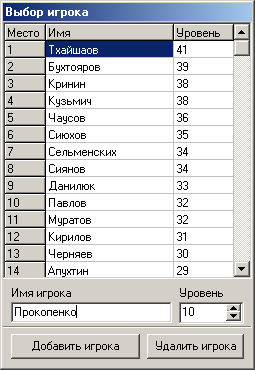 Выбор игрока
Место Имя Уровень
1 Тхайшаов 41
2 Бухтояров 39
3 Кринин 38
4 Кузьмич 38
5 Чаусов 36
6 Сиюхов 35
7 Сельменских 34
8 Сиянов 34
9 Данилюк 33
10 Павлов 32
11 Муратов 32
12 Кирилов 31
13 Черняев 30
14 Апухтин 29
Имя игрока Уровень
Прокопенко 10
Добавить игрока Удалить игрока